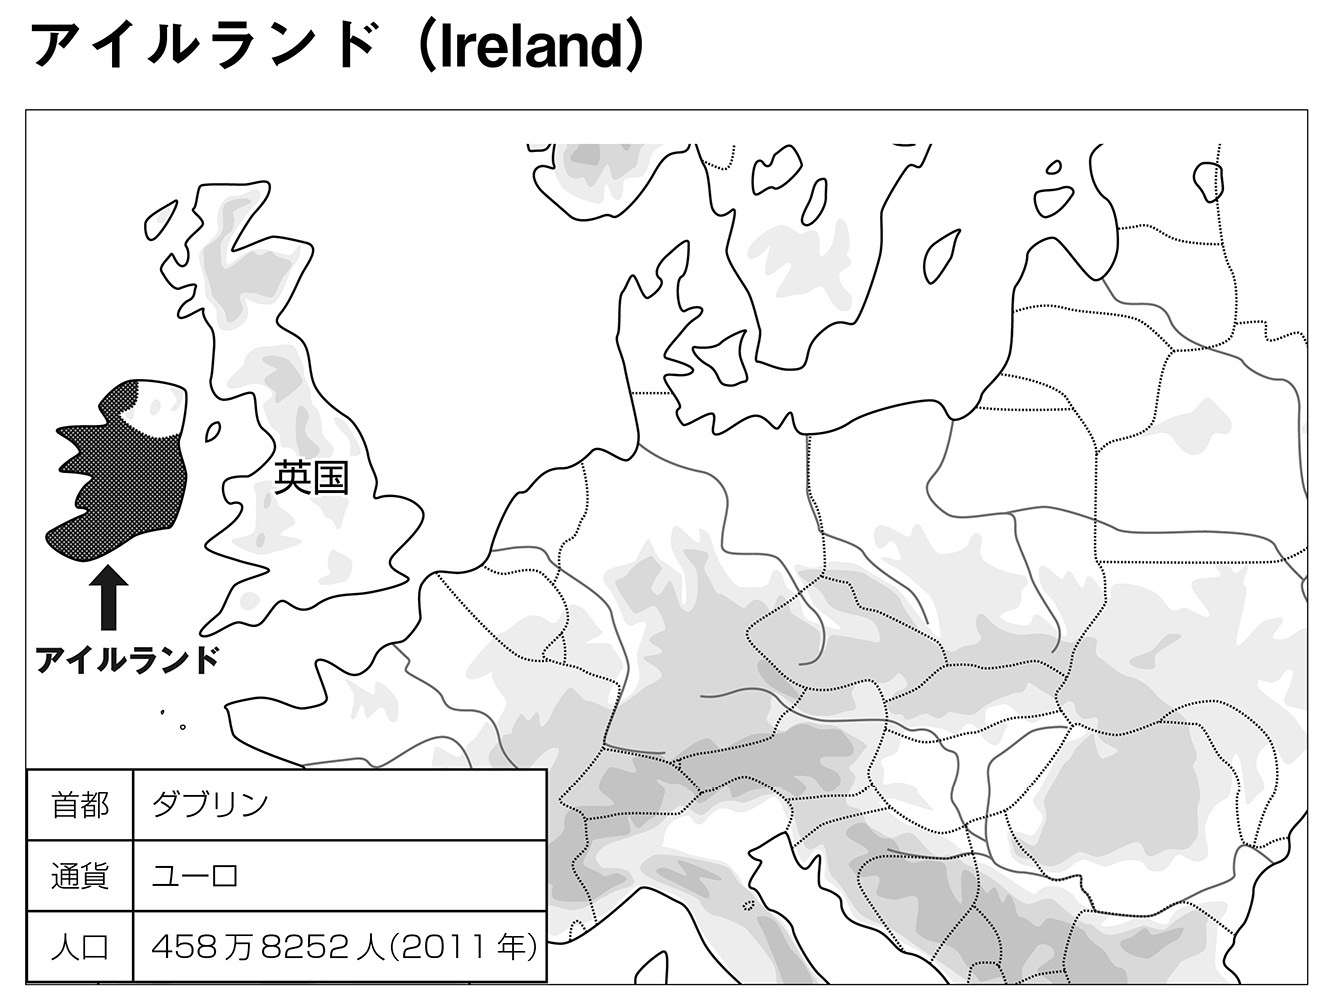 アイルランド（Ireland）
英国
アイルランド
首都 ダブリン
通貨 ユーロ
人口 458万8252人（2011年）